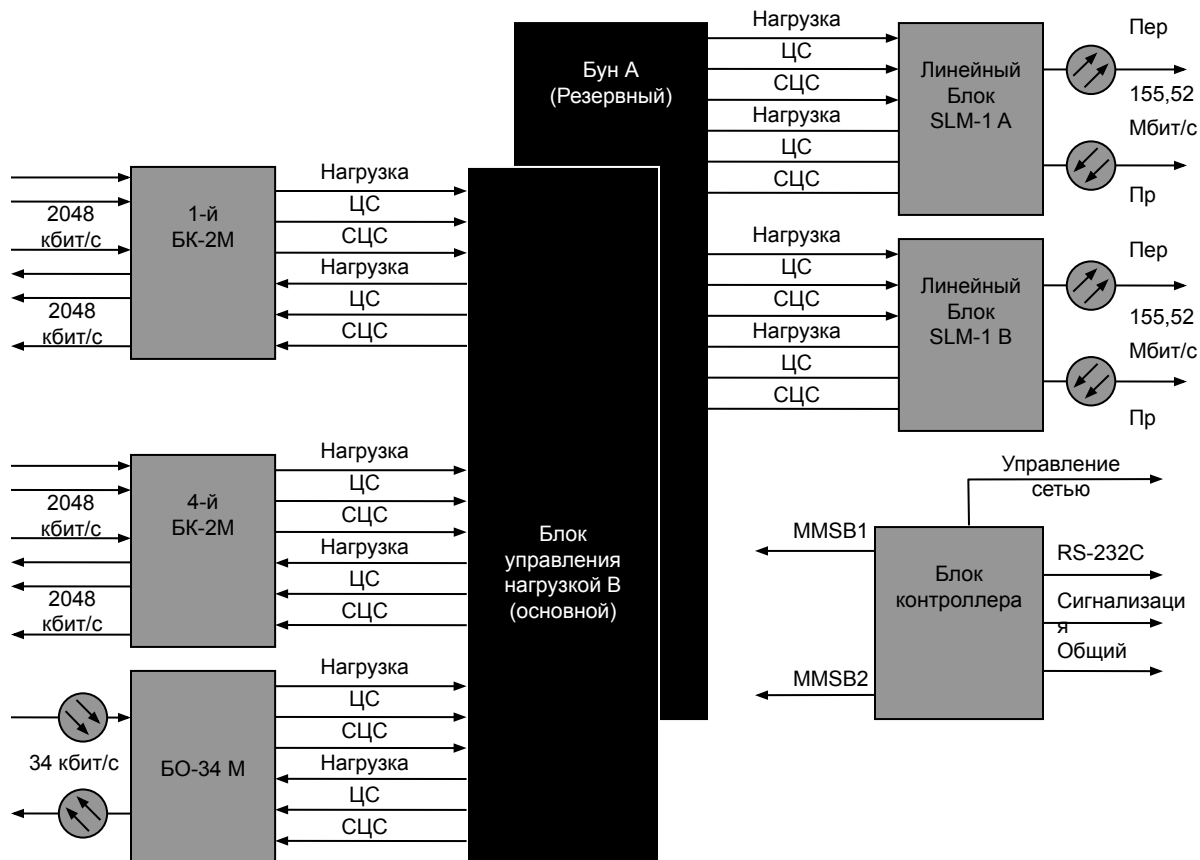 Бун А
(Резервный)
Нагрузка
ЦС
СЦС
Нагрузка
ЦС
СЦС
Линейный
Блок
SLM-1 А
Пер
155,52
Мбит/с
Пр
2048
кбит/с
2048
кбит/с
1-й
БК-2М
Нагрузка
ЦС
СЦС
Нагрузка
ЦС
СЦС
Нагрузка
ЦС
СЦС
Нагрузка
ЦС
СЦС
Линейный
Блок
SLM-1 В
Пер
155,52
Мбит/с
Пр
2048
кбит/с
2048
кбит/с
4-й
БК-2М
Нагрузка
ЦС
СЦС
Нагрузка
ЦС
СЦС
Блок
управления
нагрузкой В
(основной)
Управление
сетью
MMSB1
MMSB2
Блок
контроллера
RS-232C
Сигнализаци
я
Общий
34 кбит/с
БО-34 М
Нагрузка
ЦС
СЦС
Нагрузка
ЦС
СЦС